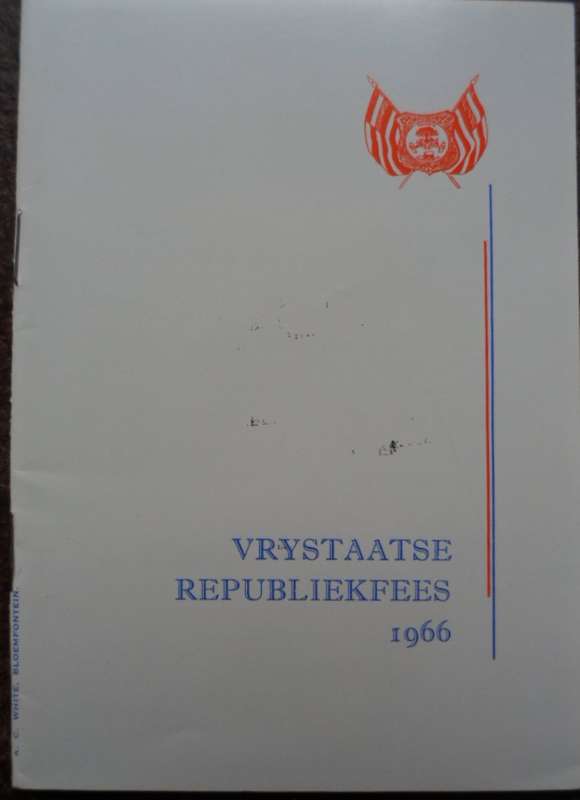 VRYSTAATSE
REPUBLIEKFEES
1966
A. C. WHITE, BLOEMFONTEIN.